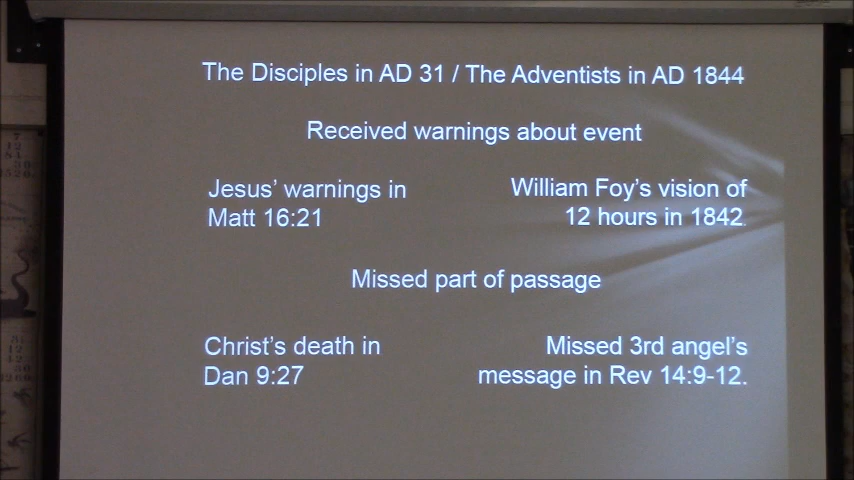 The Disciples in AD 31 / The Adventists in AD 1844
Received warnings about event
Jesus' warnings in
Matt 16:21
William Foy's vision of
12 hours in 1842.
Missed part of passage
Christ's death in
Dan 9:27
Missed 3rd angel's
message in Rev 14:9-12.